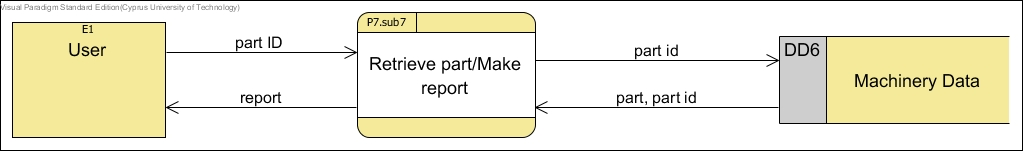 Visual Paradigm Standard Edition(Cyprus University of Technology)
E1
User
part ID
report
P7.sub7
Retrieve part/Make
report
part id
part, part id
DD6
Machinery Data